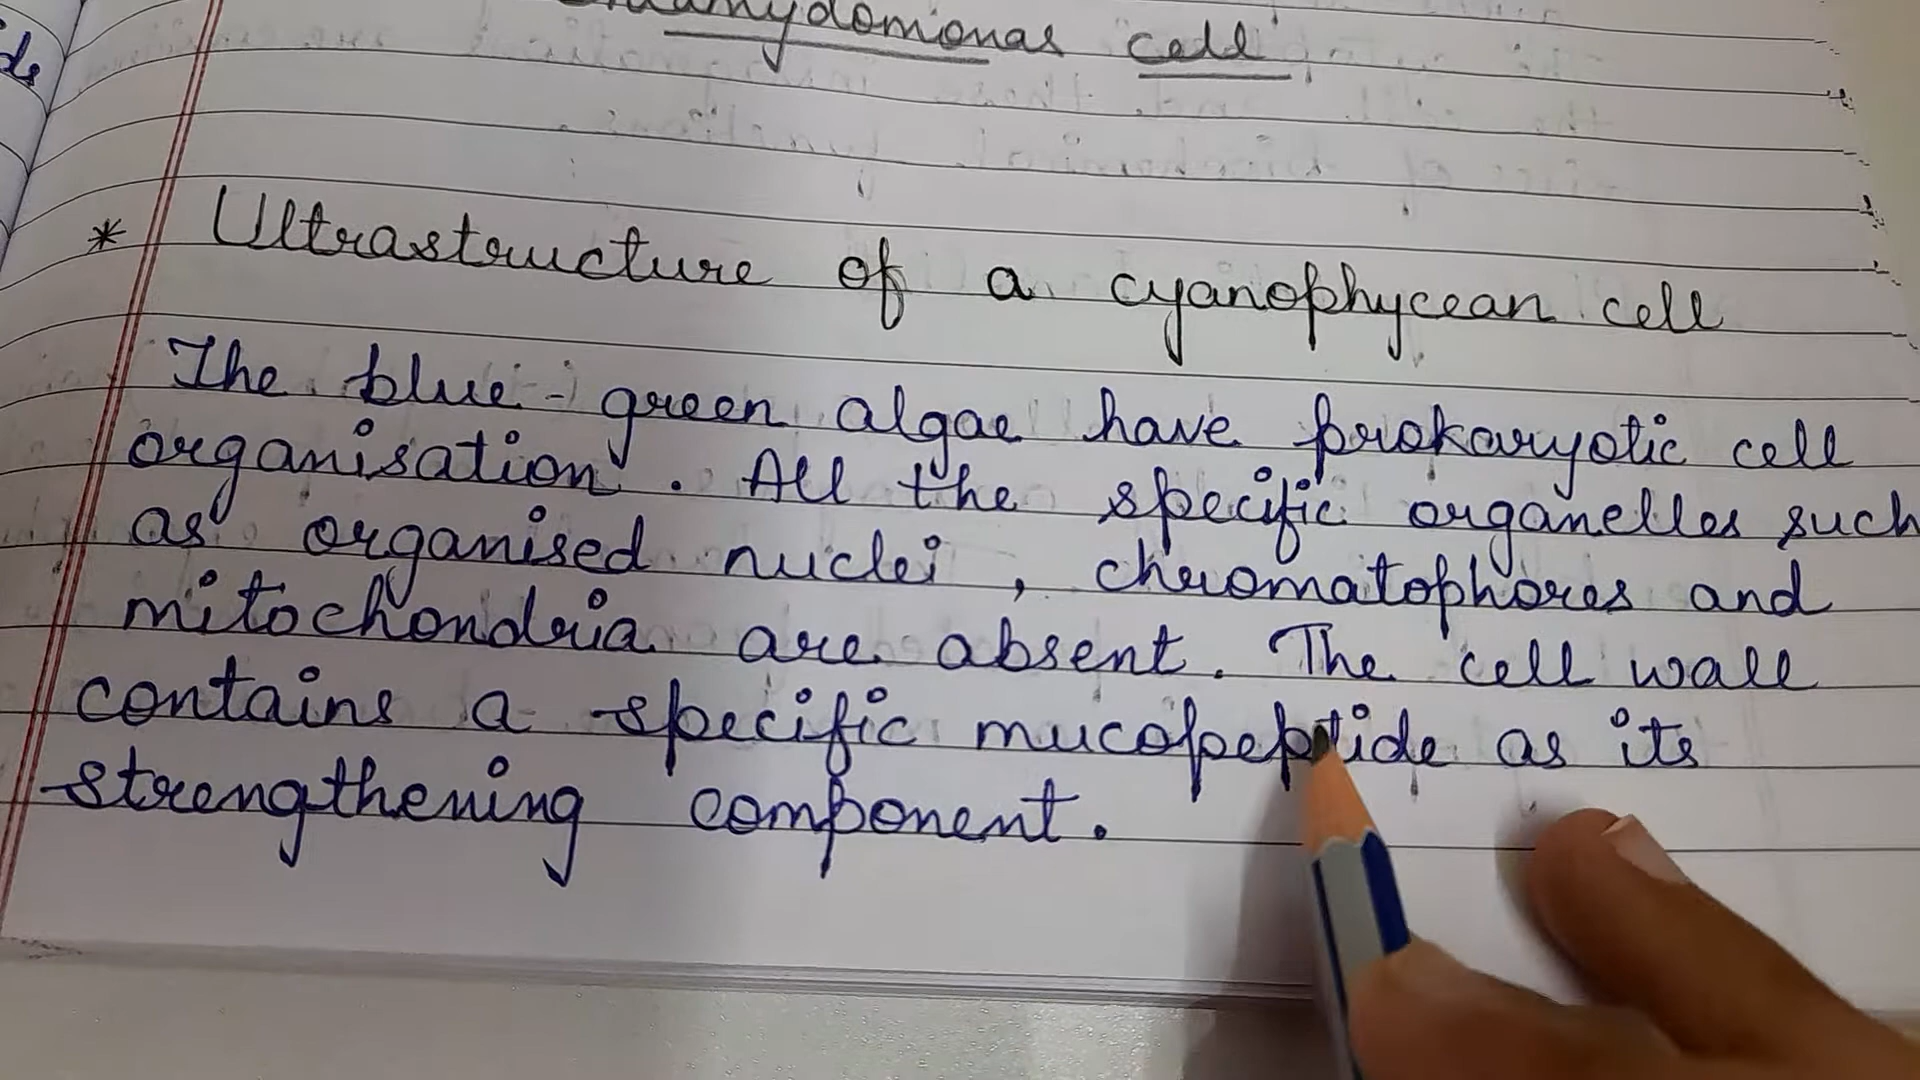 cell
* Ultrastructure of a cyanophycean cell
The blue-green algae have prokaryotic cell
organisation. All the specific organelles such
as organised nuclei, chromatophores and
mitochondria are absent. The cell wall
contains a specific mucopeptide as its
strengthening component.